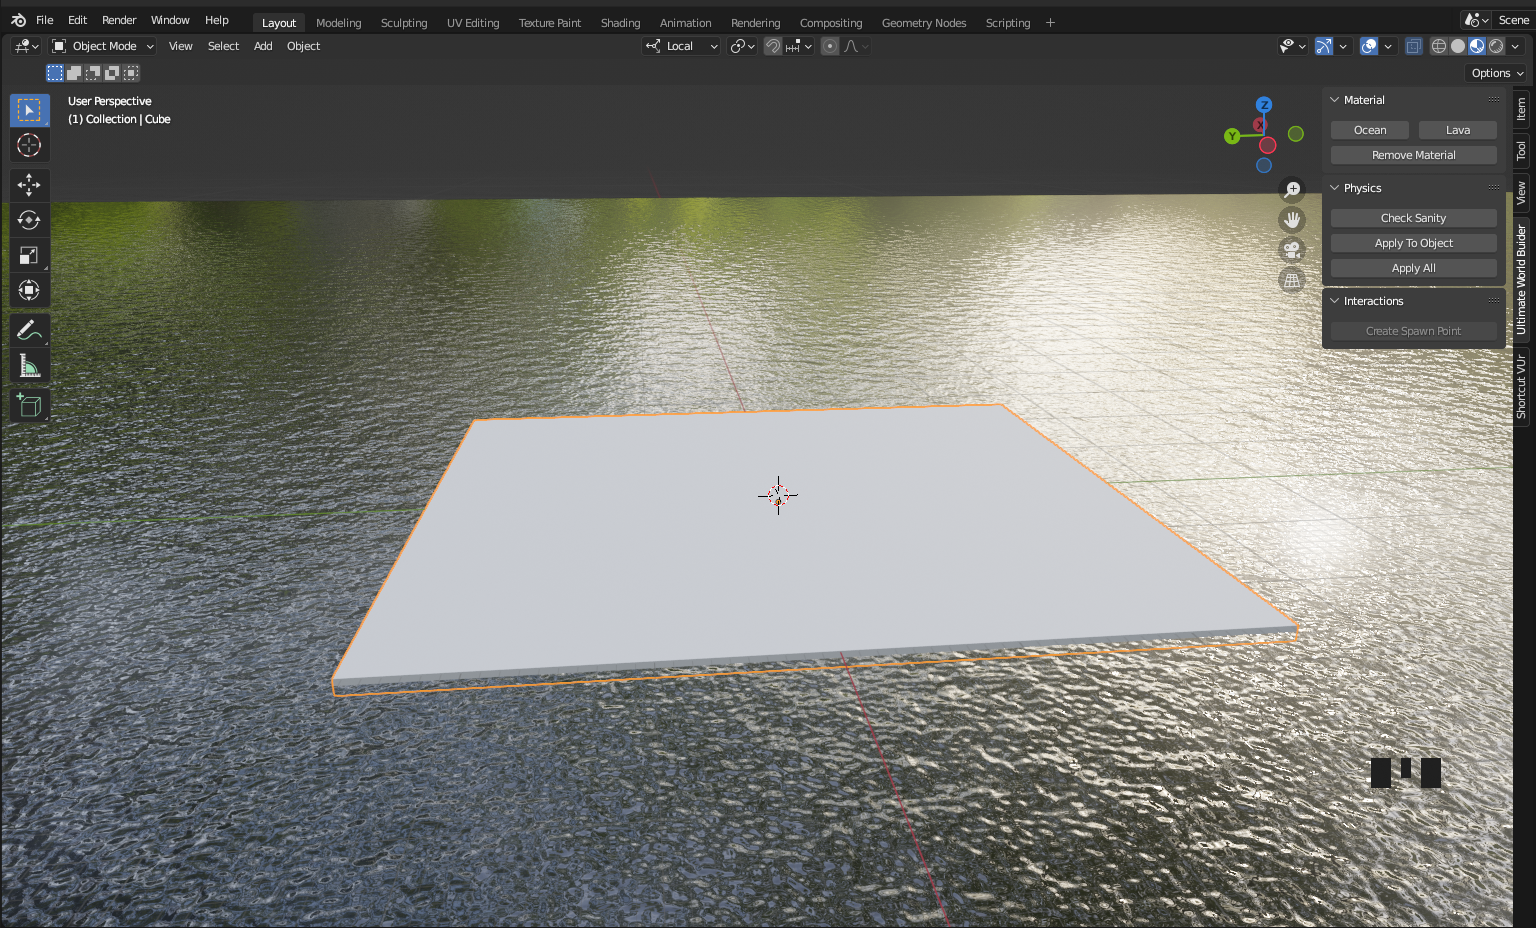 File Edit Render Window Help Layout Modeling Sculpting UV Editing Texture Paint Shading Animation Rendering Compositing Geometry Nodes Scripting + Scene
Object Mode View Select Add Object Local
Options
User Perspective
(1) Collection | Cube
Z
X
Y
Material
Ocean Lava
Remove Material
Physics
Check Sanity
Apply To Object
Apply All
Interactions
Create Spawn Point
Item
Tool
View
Ultimate World Builder
Shortcut VUr